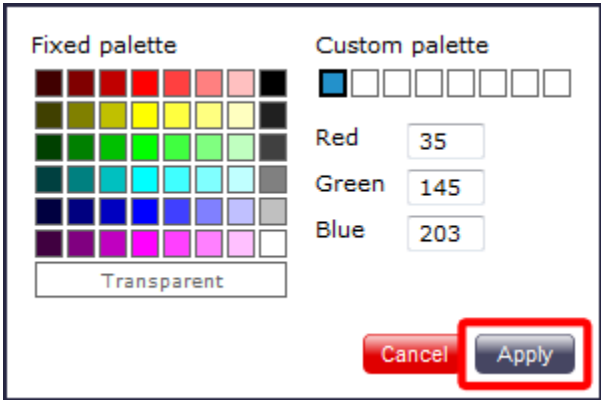 Fixed palette
Custom palette
Red 35
Green 145
Blue 203
Transparent
Cancel Apply